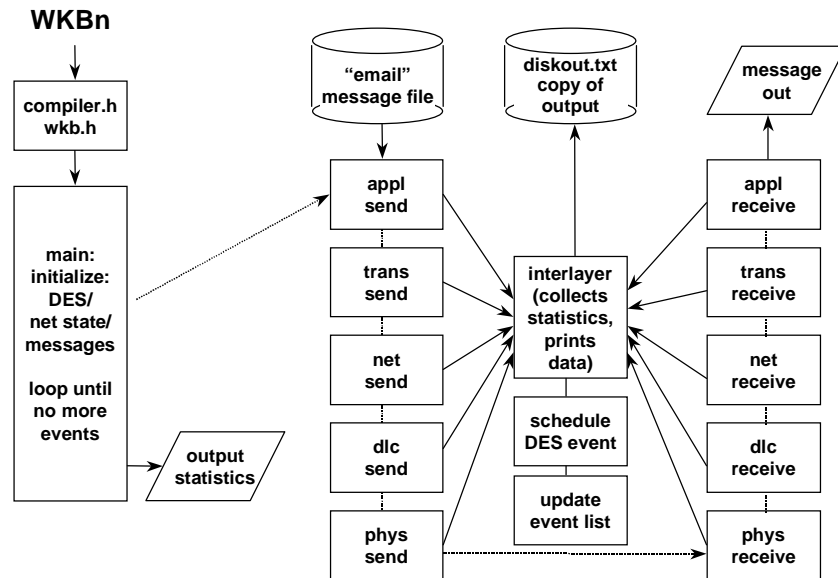 WKBn
compiler.h
wkb.h
main:
initialize:
DES/
net state/
messages
loop until
no more
events
output
statistics
“email”
message file
appl
send
trans
send
net
send
dlc
send
phys
send
diskout.txt
copy of
output
interlayer
(collects
statistics,
prints
data)
schedule
DES event
update
event list
message
out
appl
receive
trans
receive
net
receive
dlc
receive
phys
receive